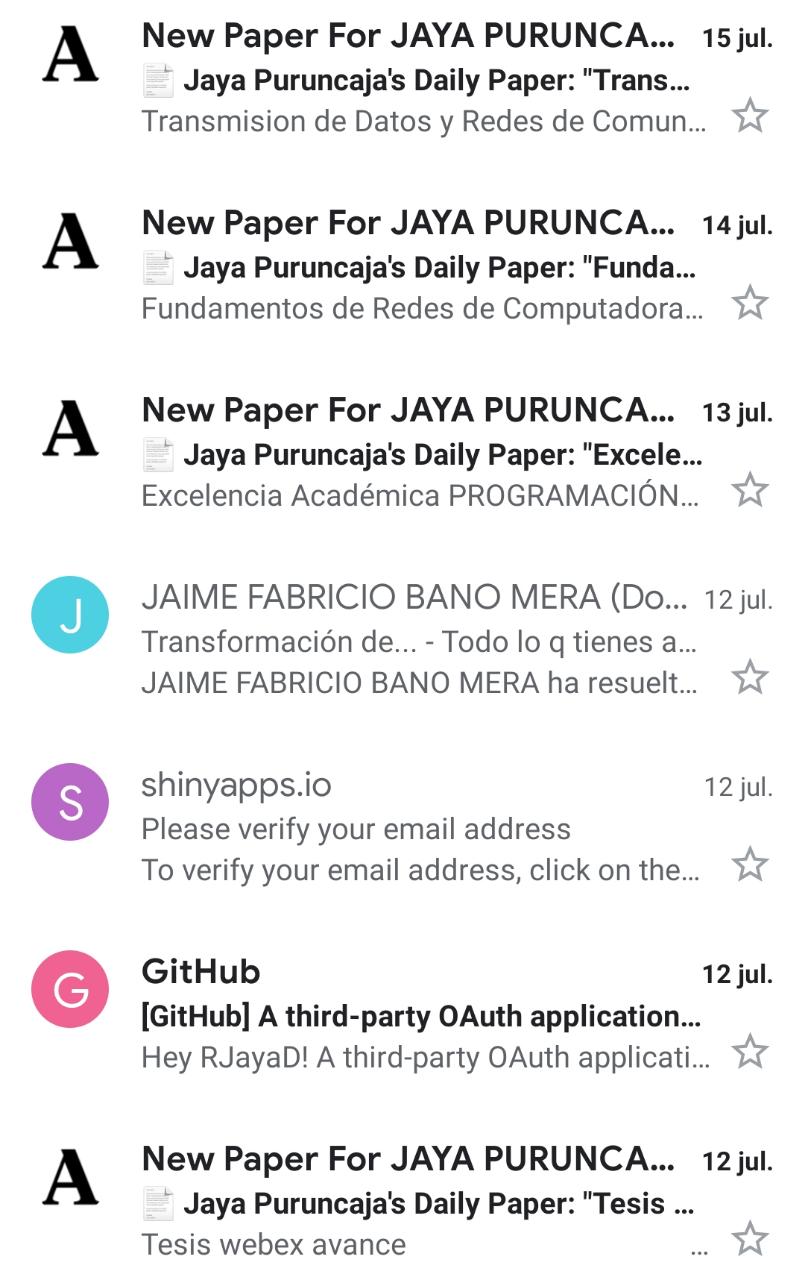 A
New Paper For JAYA PURUNCA... 15 jul.
Jaya Puruncaja's Daily Paper: "Trans...
Transmision de Datos y Redes de Comun...
A
New Paper For JAYA PURUNCA... 14 jul.
Jaya Puruncaja's Daily Paper: "Funda...
Fundamentos de Redes de Computadora...
A
New Paper For JAYA PURUNCA... 13 jul.
Jaya Puruncaja's Daily Paper: "Excele...
Excelencia Académica PROGRAMACIÓN...
J
JAIME FABRICIO BANO MERA (Do... 12 jul.
Transformación de... - Todo lo q tienes a...
JAIME FABRICIO BANO MERA ha resuelt...
S
shinyapps.io 12 jul.
Please verify your email address
To verify your email address, click on the...
G
GitHub 12 jul.
[GitHub] A third-party OAuth application...
Hey RJayaD! A third-party OAuth applicati...
A
New Paper For JAYA PURUNCA... 12 jul.
Jaya Puruncaja's Daily Paper: "Tesis ...
Tesis webex avance ...